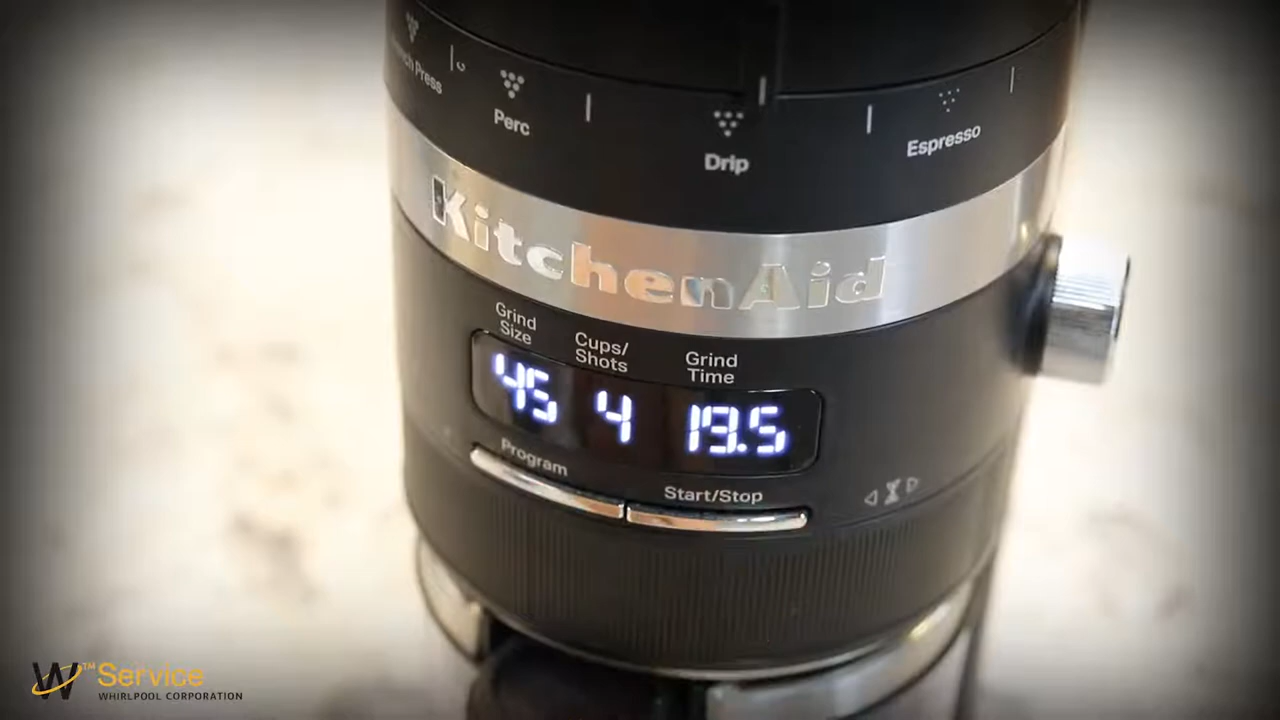 Press
Perc
Drip
Espresso
KitchenAid
Grind
Size
Cups/
Shots
Grind
Time
45
4
19.5
Program
Start/Stop
W™ Service
WHIRLPOOL CORPORATION